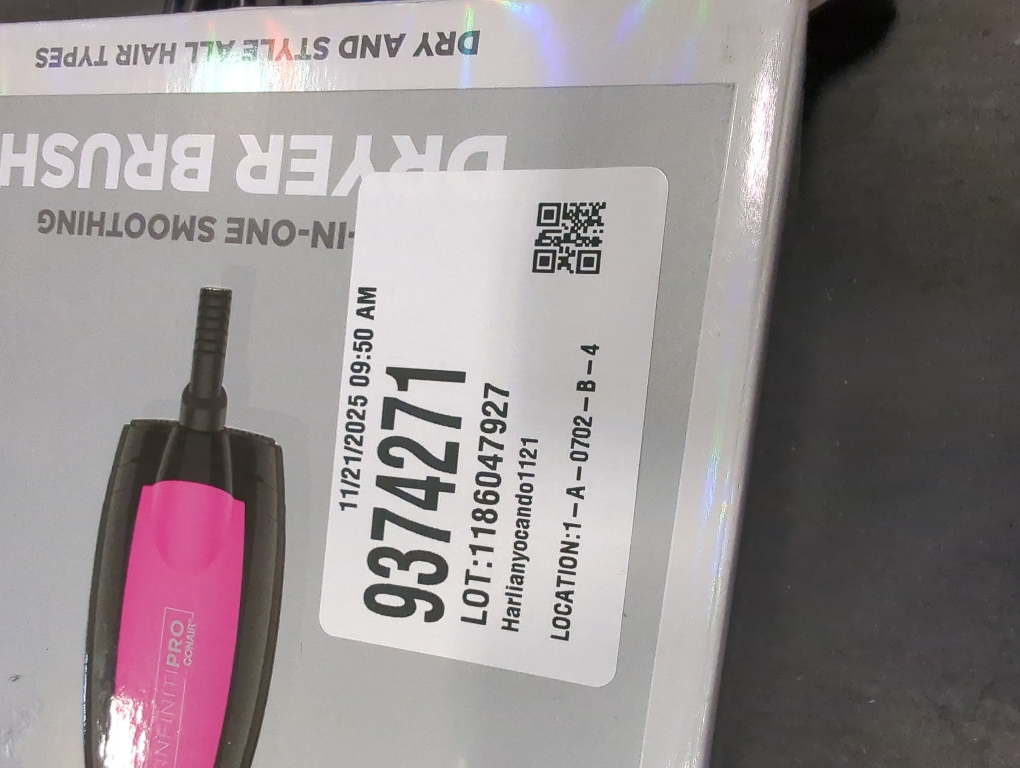 DRY AND STYLE ALL HAIR TYPES
DRYER BRUSH
-IN-ONE SMOOTHING
11/21/2025 09:50 AM
9374271
LOT:1186047927
Harlianyocando1121
LOCATION:1-A-0702-B-4
INFINITIPRO
CONAIR